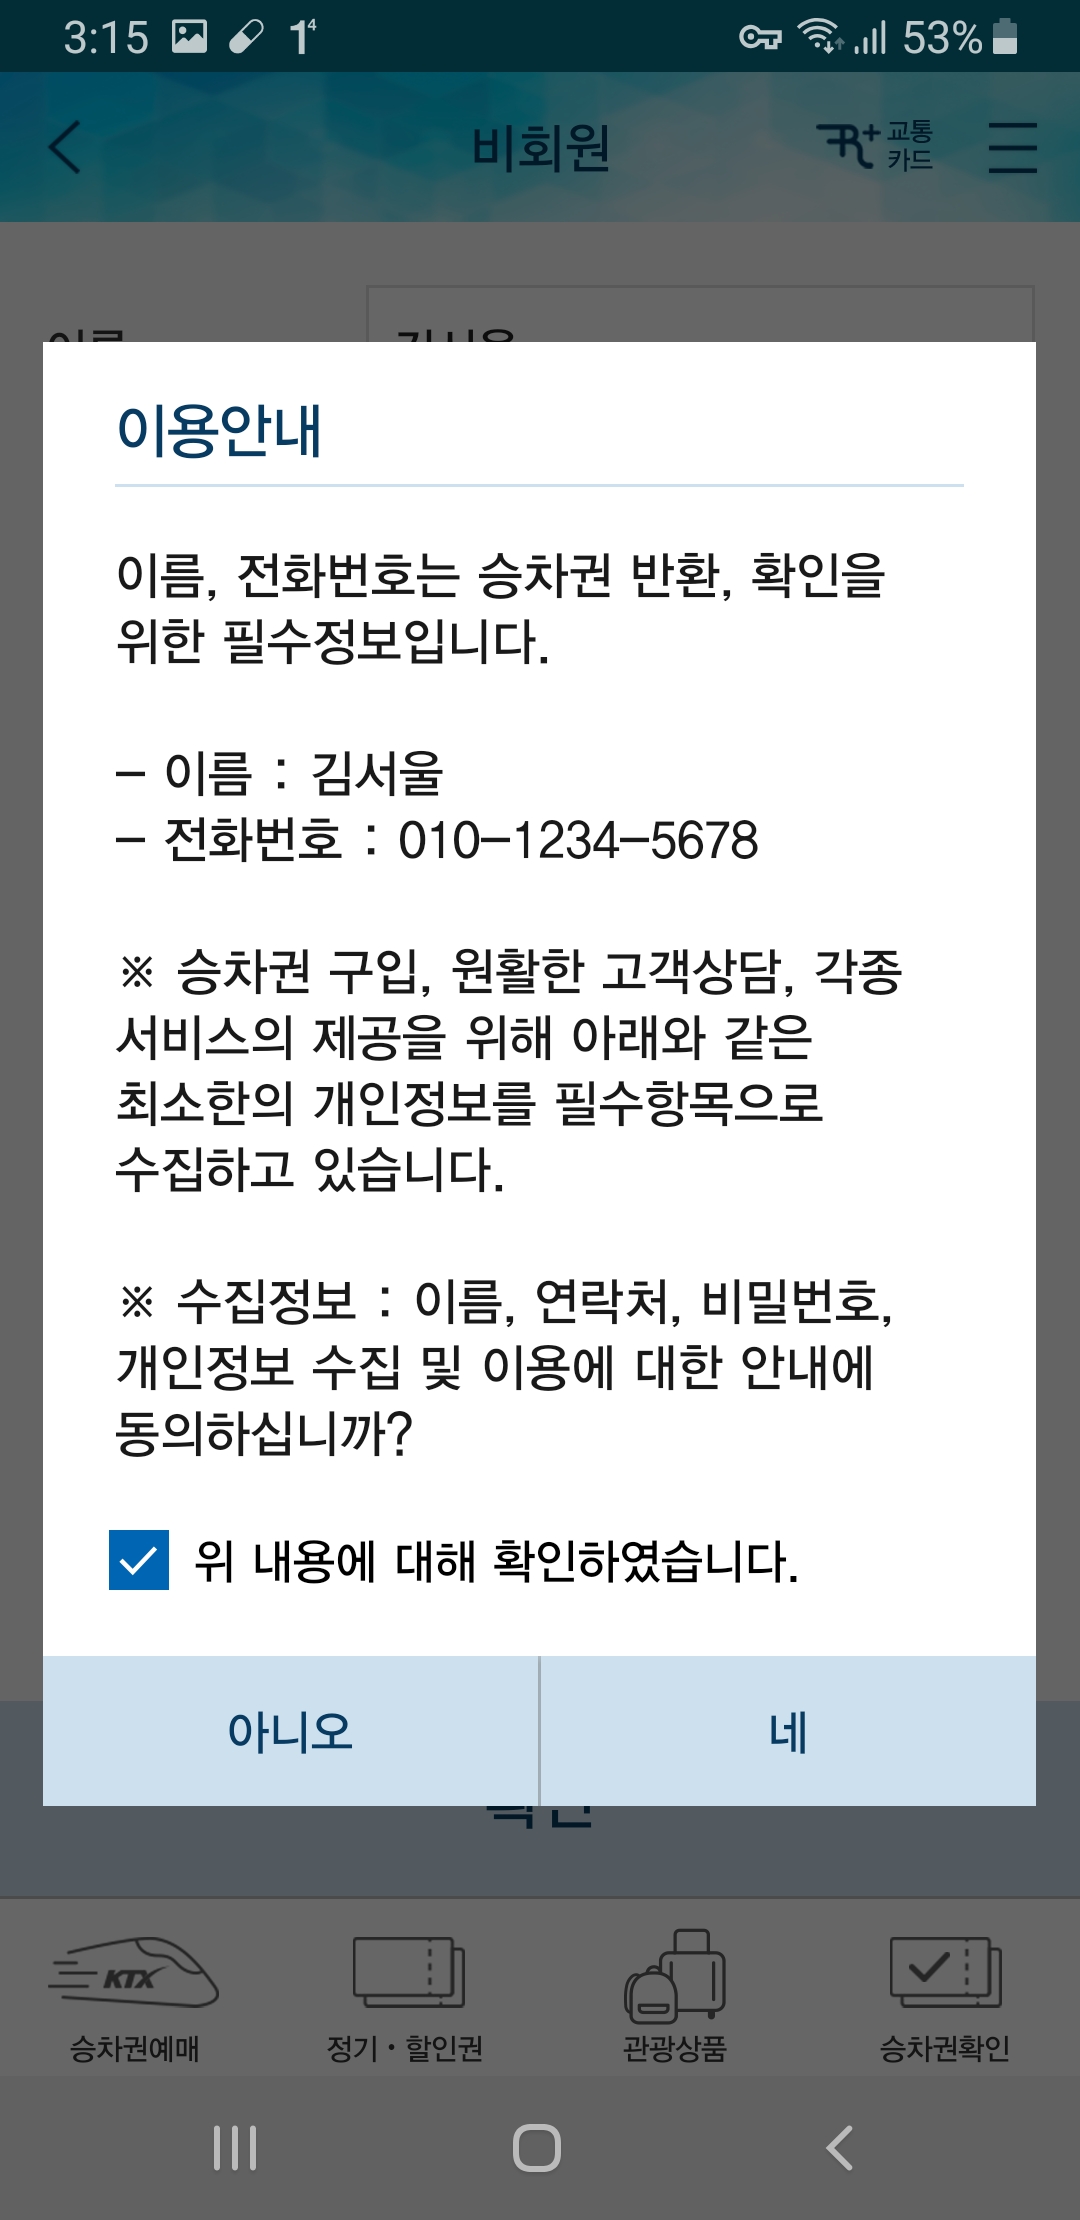 3:15
1⁴
53%
비회원
R+ 교통
카드
이용안내
이름, 전화번호는 승차권 반환, 확인을
위한 필수정보입니다.
– 이름 : 김서울
– 전화번호 : 010–1234–5678
※ 승차권 구입, 원활한 고객상담, 각종
서비스의 제공을 위해 아래와 같은
최소한의 개인정보를 필수항목으로
수집하고 있습니다.
※ 수집정보 : 이름, 연락처, 비밀번호,
개인정보 수집 및 이용에 대한 안내에
동의하십니까?
위 내용에 대해 확인하였습니다.
아니오
네
KTX
승차권예매
정기·할인권
관광상품
승차권확인